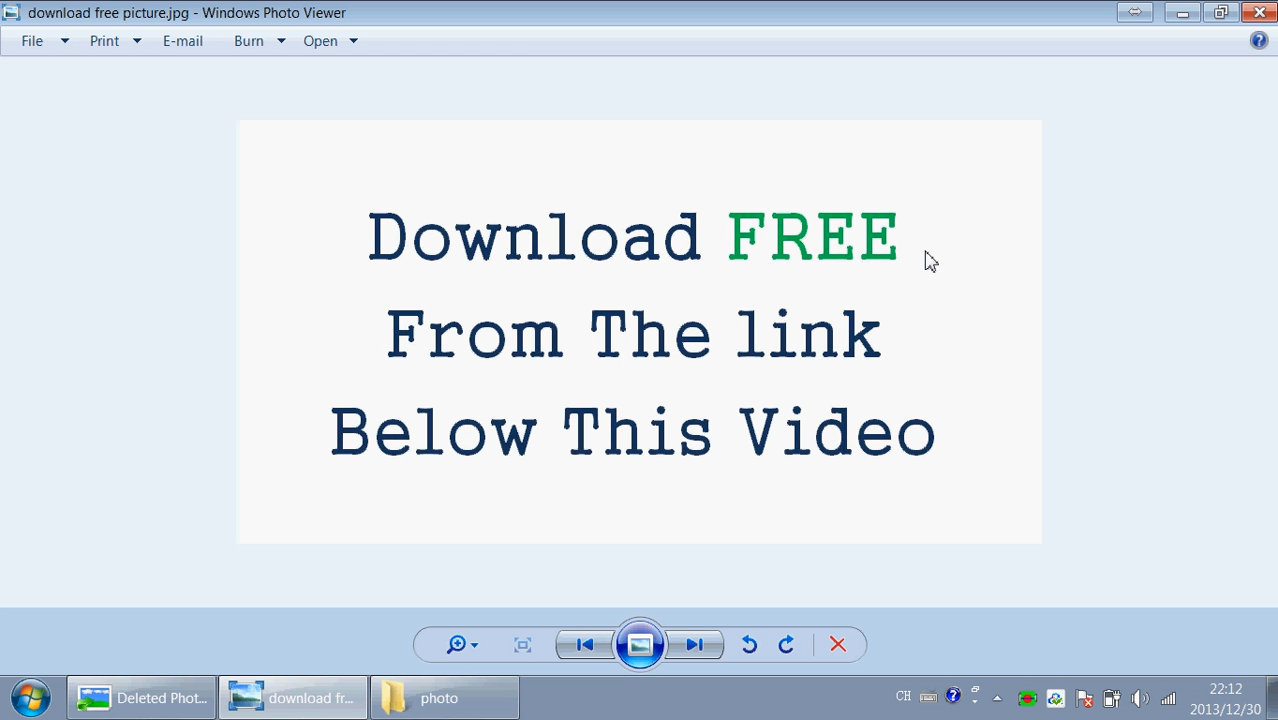 download free picture.jpg - Windows Photo Viewer
File Print E-mail Burn Open
Download FREE
From The link
Below This Video
Deleted Phot... download fr... photo CH 22:12
2013/12/30